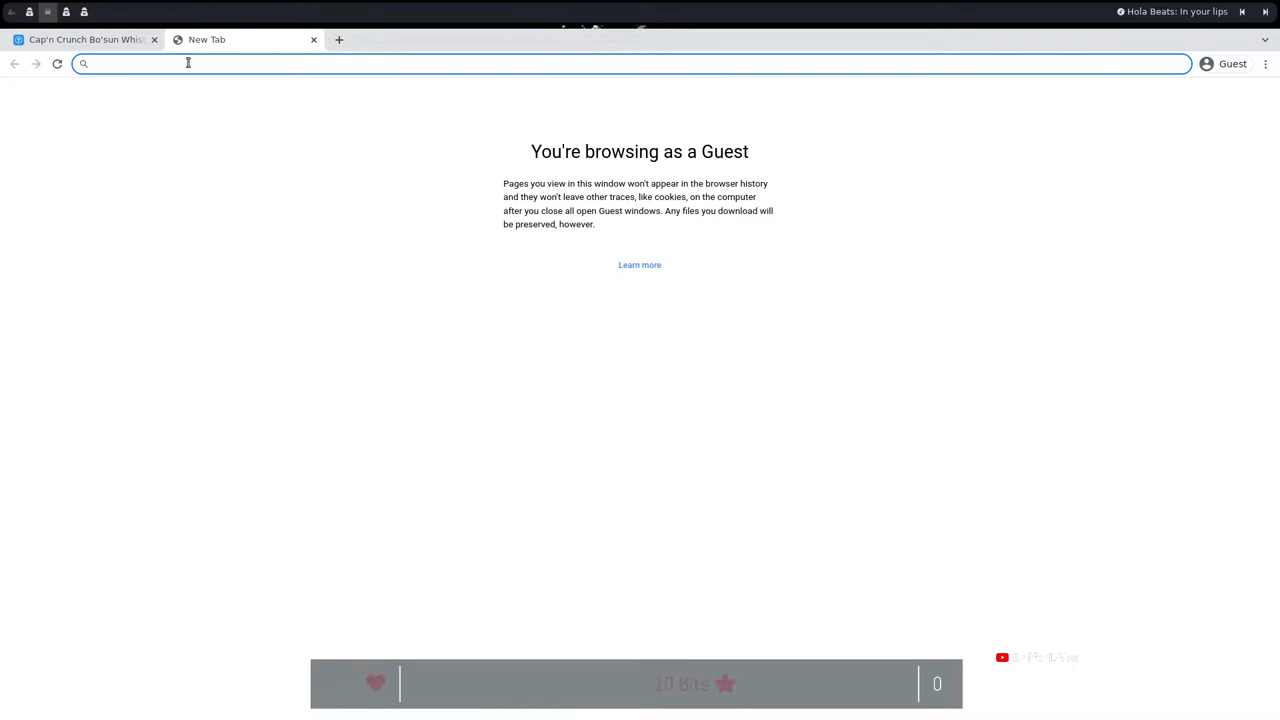 Hola Beats: In your lips
Cap'n Crunch Bo'sun Whis
New Tab
Guest
You're browsing as a Guest
Pages you view in this window won't appear in the browser history
and they won't leave other traces, like cookies, on the computer
after you close all open Guest windows. Any files you download will
be preserved, however.
Learn more
10 Bits
0